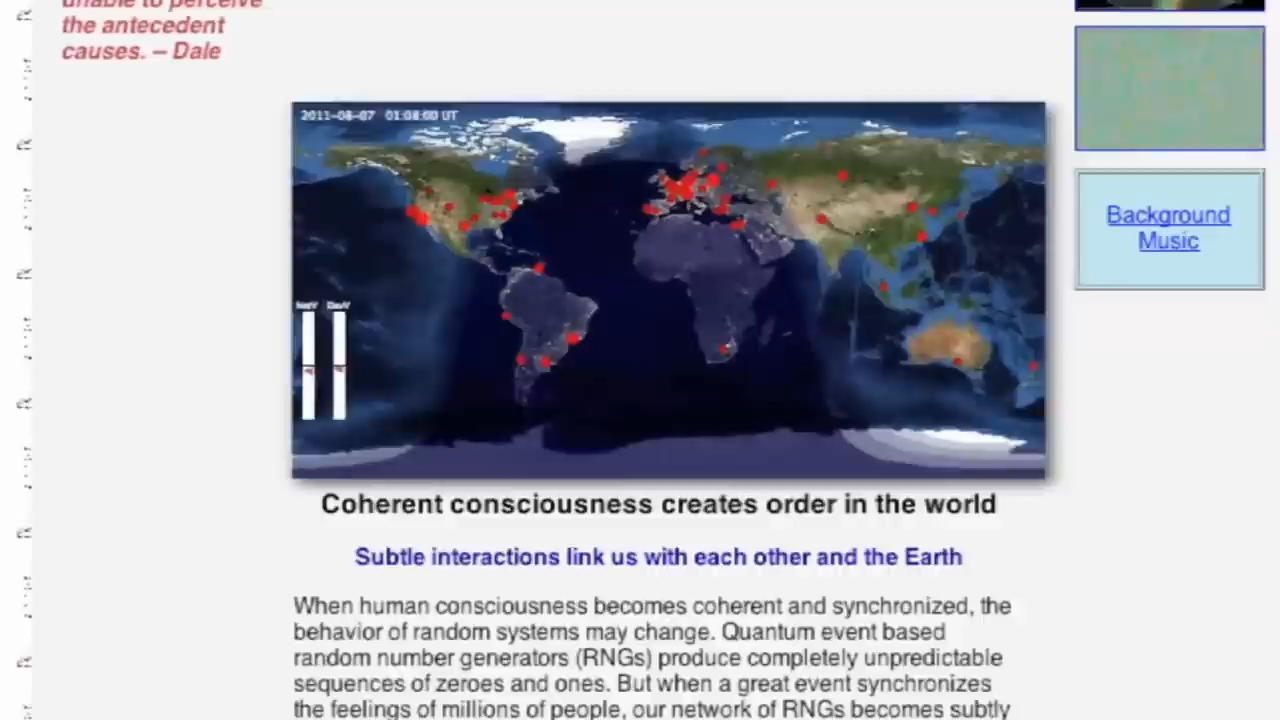 unable to perceive
the antecedent
causes. – Dale
2011-08-07 01:08:00 UT
Background
Music
Coherent consciousness creates order in the world
Subtle interactions link us with each other and the Earth
When human consciousness becomes coherent and synchronized, the
behavior of random systems may change. Quantum event based
random number generators (RNGs) produce completely unpredictable
sequences of zeroes and ones. But when a great event synchronizes
the feelings of millions of people, our network of RNGs becomes subtly